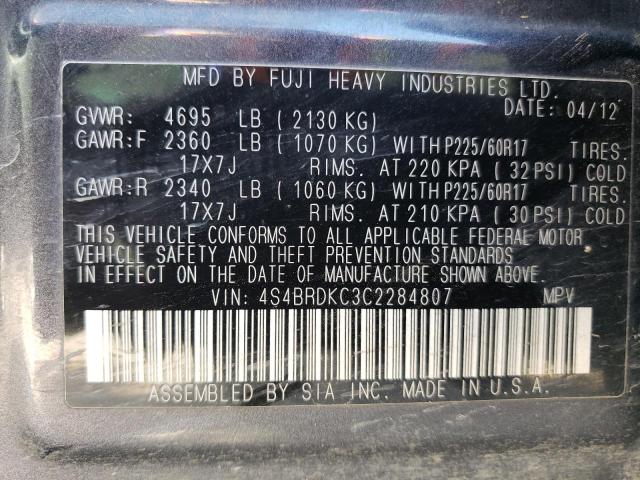 MFD BY FUJI HEAVY INDUSTRIES LTD.
DATE: 04/12
GVWR: 4695 LB ( 2130 KG)
GAWR:F 2360 LB ( 1070 KG) WITH P225/60R17 TIRES.
17X7J RIMS. AT 220 KPA ( 32 PSI) COLD
GAWR:R 2340 LB ( 1060 KG) WITH P225/60R17 TIRES.
17X7J RIMS. AT 210 KPA ( 30 PSI) COLD
THIS VEHICLE CONFORMS TO ALL APPLICABLE FEDERAL MOTOR
VEHICLE SAFETY AND THEFT PREVENTION STANDARDS
IN EFFECT ON THE DATE OF MANUFACTURE SHOWN ABOVE.
VIN: 4S4BRDKC3C2284807 MPV
ASSEMBLED BY SIA INC. MADE IN U.S.A.